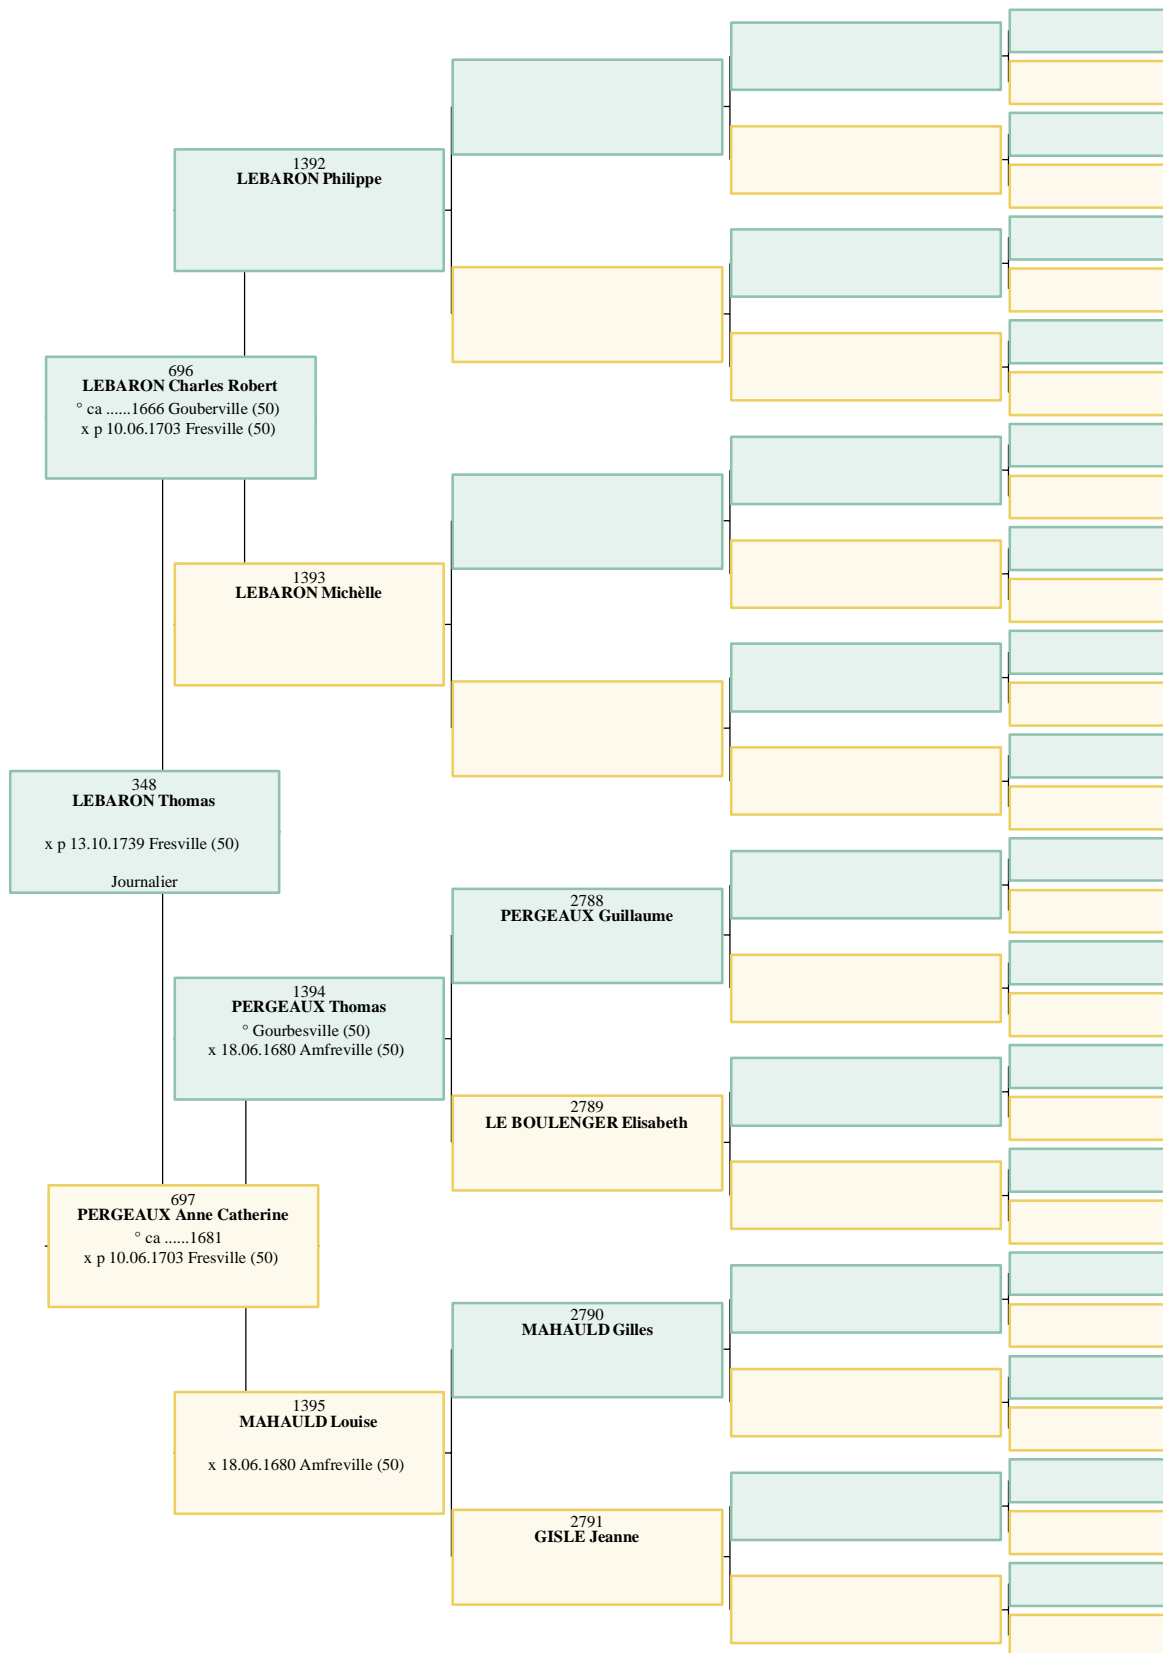 1392
LEBARON Philippe
696
LEBARON Charles Robert
° ca ......1666 Gouberville (50)
x p 10.06.1703 Fresville (50)
1393
LEBARON Michèlle
348
LEBARON Thomas
x p 13.10.1739 Fresville (50)
Journalier
2788
PERGEAUX Guillaume
1394
PERGEAUX Thomas
° Gourbesville (50)
x 18.06.1680 Amfreville (50)
2789
LE BOULENGER Elisabeth
697
PERGEAUX Anne Catherine
° ca ......1681
x p 10.06.1703 Fresville (50)
2790
MAHAULD Gilles
1395
MAHAULD Louise
x 18.06.1680 Amfreville (50)
2791
GISLE Jeanne